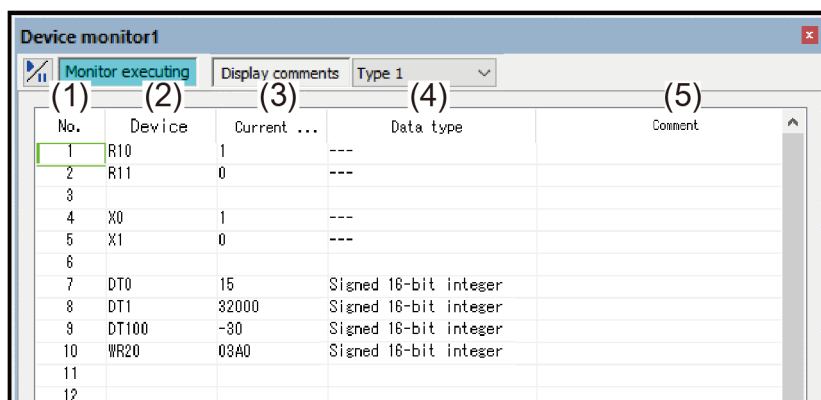 Device monitor1
Monitor executing Display comments Type 1
(1) (2) (3) (4) (5)
No. Device Current ... Data type Comment
1 R10 1 ---
2 R11 0 ---
3
4 X0 1 ---
5 X1 0 ---
6
7 DT0 15 Signed 16-bit integer
8 DT1 32000 Signed 16-bit integer
9 DT100 -30 Signed 16-bit integer
10 WR20 03A0 Signed 16-bit integer
11
12